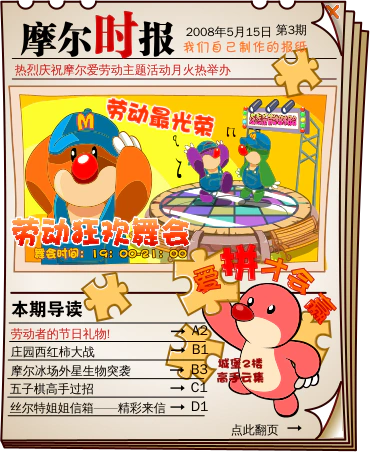 摩尔时报
2008年5月15日 第3期
我们自己制作的报纸
热烈庆祝摩尔爱劳动主题活动月火热举办
劳动最光荣
M
劳动狂欢舞会
舞会时间：19：00-21：00
爱拼才会赢
本期导读
劳动者的节日礼物! → A2
庄园西红柿大战 → B1
摩尔冰场外星生物突袭 → B3
五子棋高手过招 → C1
丝尔特姐姐信箱——精彩来信 → D1
城堡2楼
高手云集
点此翻页 →